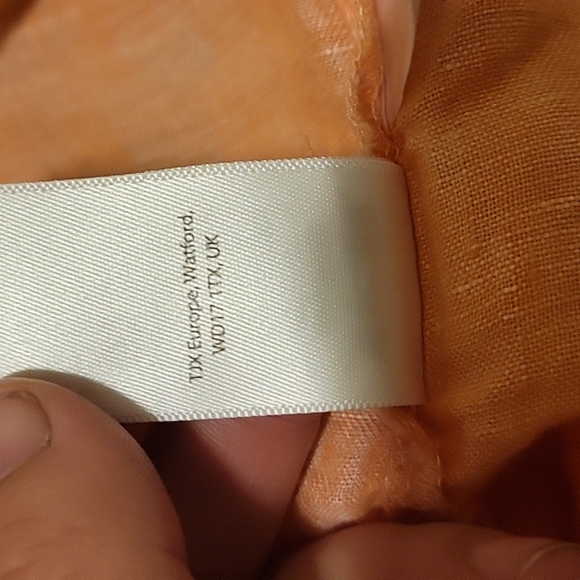 TJX Europe, Watford,
WD17 1TX, UK